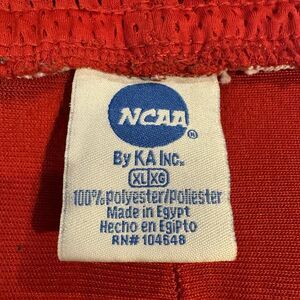 NCAA®
By KA Inc.
XL XG
100% polyester/poliester
Made in Egypt
Hecho en Egipto
RN# 104648